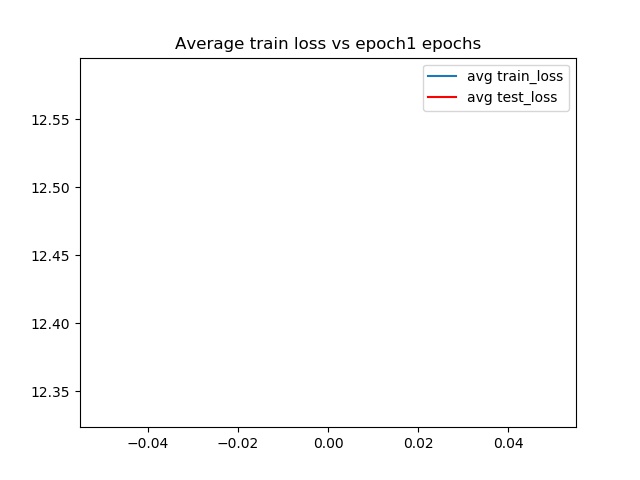 Average train loss vs epoch1 epochs
avg train_loss
avg test_loss
12.55
12.50
12.45
12.40
12.35
−0.04 −0.02 0.00 0.02 0.04